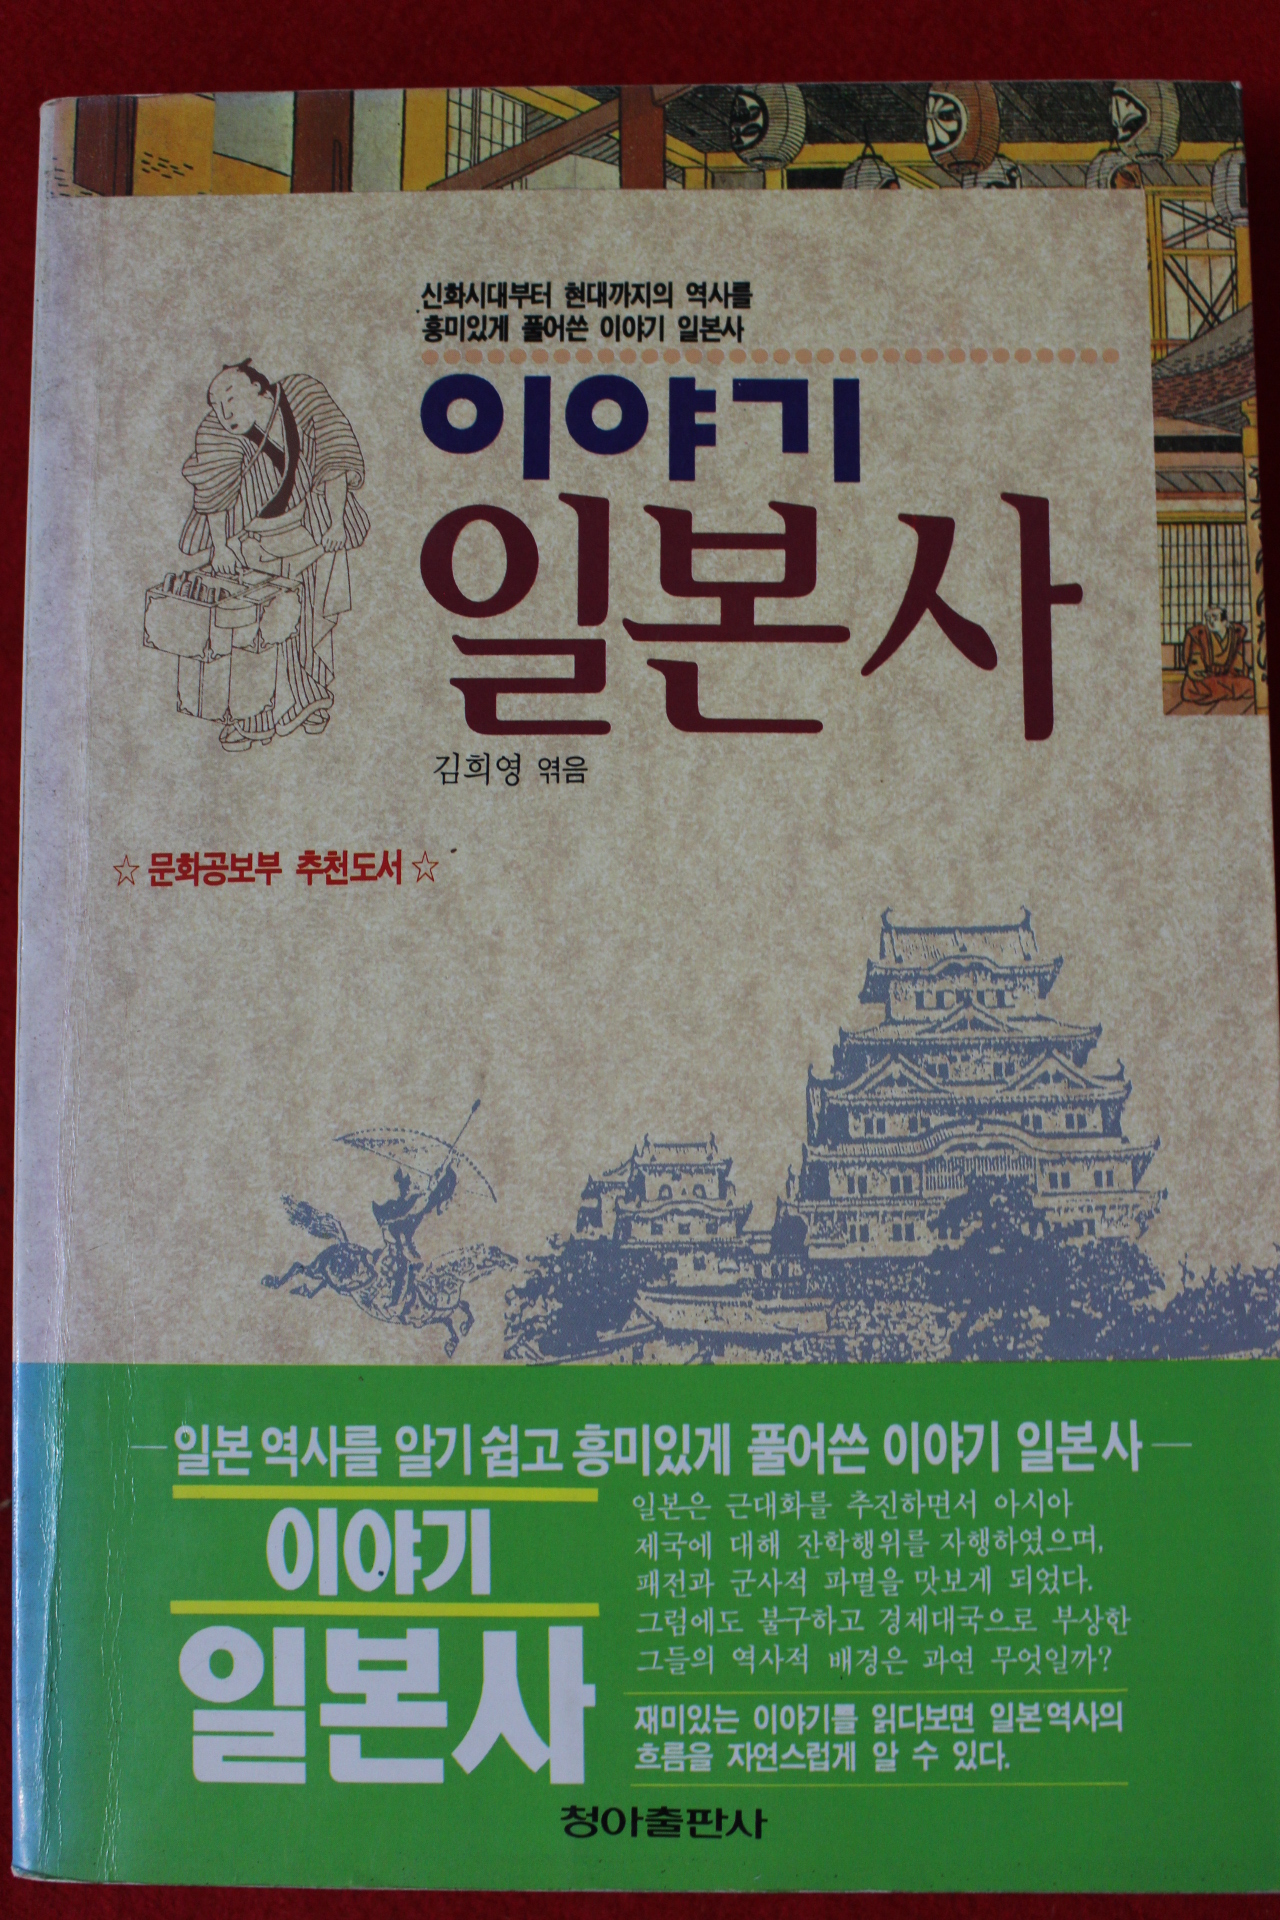 신화시대부터 현대까지의 역사를
흥미있게 풀어쓴 이야기 일본사
이야기
일본사
김희영 엮음
☆ 문화공보부 추천도서 ☆
─일본 역사를 알기 쉽고 흥미있게 풀어쓴 이야기 일본사─
이야기
일본사
일본은 근대화를 추진하면서 아시아
제국에 대해 잔학행위를 자행하였으며,
패전과 군사적 파멸을 맛보게 되었다.
그럼에도 불구하고 경제대국으로 부상한
그들의 역사적 배경은 과연 무엇일까?
재미있는 이야기를 읽다보면 일본역사의
흐름을 자연스럽게 알 수 있다.
청아출판사